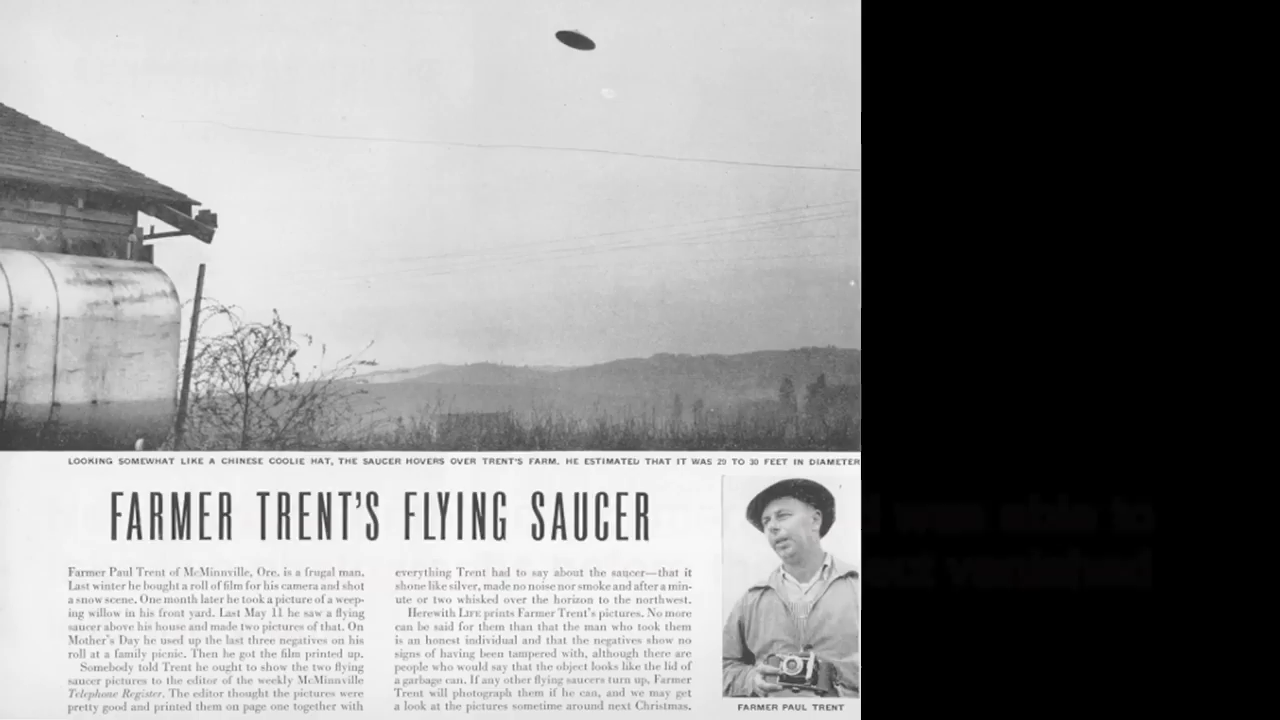 LOOKING SOMEWHAT LIKE A CHINESE COOLIE HAT, THE SAUCER HOVERS OVER TRENT'S FARM. HE ESTIMATED THAT IT WAS 20 TO 30 FEET IN DIAMETER
FARMER TRENT'S FLYING SAUCER
Farmer Paul Trent of McMinnville, Ore. is a frugal man.
Last winter he bought a roll of film for his camera and shot
a snow scene. One month later he took a picture of a weep-
ing willow in his front yard. Last May 11 he saw a flying
saucer above his house and made two pictures of that. On
Mother's Day he used up the last three negatives on his
roll at a family picnic. Then he got the film printed up.
Somebody told Trent he ought to show the two flying
saucer pictures to the editor of the weekly McMinnville
Telephone Register. The editor thought the pictures were
pretty good and printed them on page one together with
everything Trent had to say about the saucer—that it
shone like silver, made no noise nor smoke and after a min-
ute or two whisked over the horizon to the northwest.
Herewith LIFE prints Farmer Trent's pictures. No more
can be said for them than that the man who took them
is an honest individual and that the negatives show no
signs of having been tampered with, although there are
people who would say that the object looks like the lid of
a garbage can. If any other flying saucers turn up, Farmer
Trent will photograph them if he can, and we may get
a look at the pictures sometime around next Christmas.
FARMER PAUL TRENT